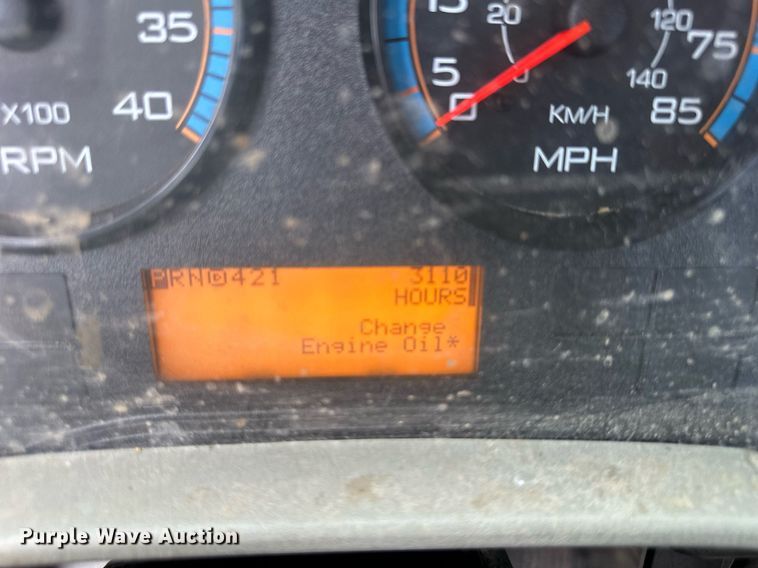 35
40
X100
RPM
15
5
0
20
0
120
140
75
85
KM/H
MPH
PRND421 3110
HOURS
Change
Engine Oil*
Purple Wave Auction